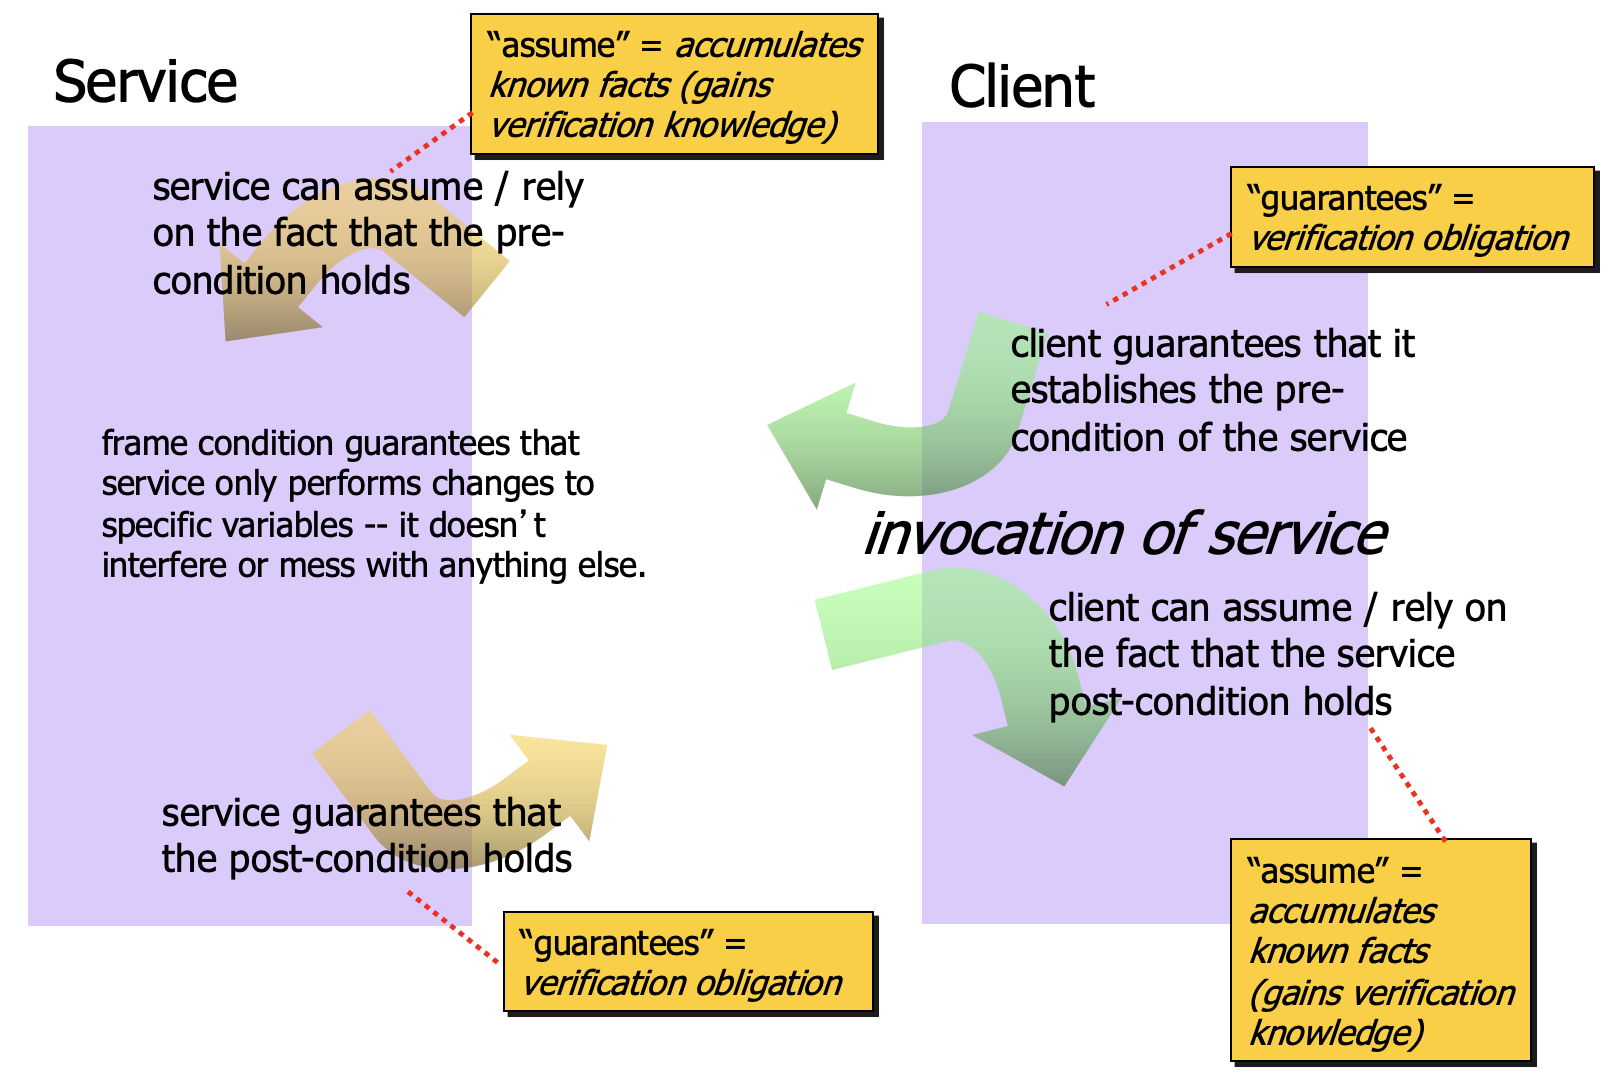 Service
“assume” = accumulates
known facts (gains
verification knowledge)
service can assume / rely
on the fact that the pre-
condition holds
frame condition guarantees that
service only performs changes to
specific variables -- it doesn’t
interfere or mess with anything else.
service guarantees that
the post-condition holds
“guarantees” =
verification obligation
Client
“guarantees” =
verification obligation
client guarantees that it
establishes the pre-
condition of the service
invocation of service
client can assume / rely on
the fact that the service
post-condition holds
“assume” =
accumulates
known facts
(gains verification
knowledge)